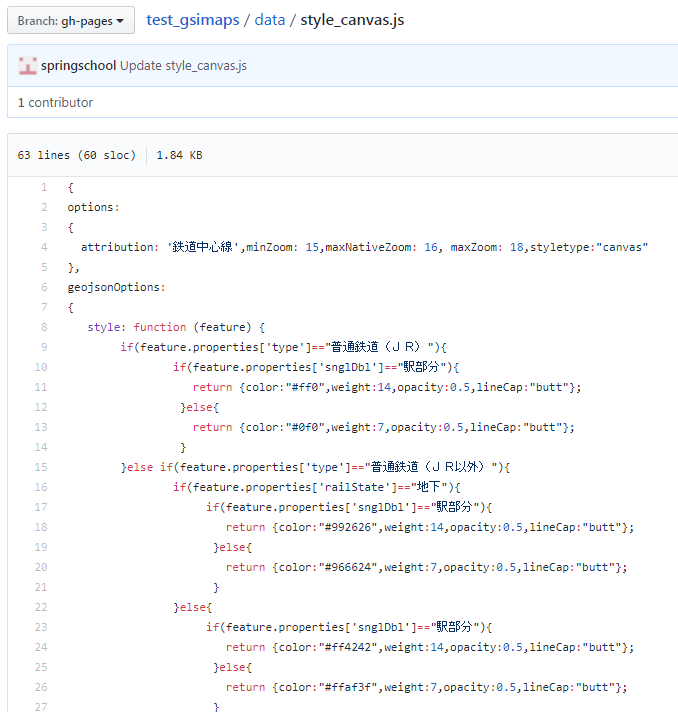 Branch: gh-pages
test_gsimaps / data / style_canvas.js
springschool Update style_canvas.js
1 contributor
63 lines (60 sloc) 1.84 KB
1 {
2 options:
3 {
4 attribution: '鉄道中心線',minZoom: 15,maxNativeZoom: 16, maxZoom: 18,styletype:"canvas"
5 },
6 geojsonOptions:
7 {
8 style: function (feature) {
9 if(feature.properties['type']=="普通鉄道（ＪＲ）"){
10 if(feature.properties['snglDbl']=="駅部分"){
11 return {color:"#ff0",weight:14,opacity:0.5,lineCap:"butt"};
12 }else{
13 return {color:"#0f0",weight:7,opacity:0.5,lineCap:"butt"};
14 }
15 }else if(feature.properties['type']=="普通鉄道（ＪＲ以外）"){
16 if(feature.properties['railState']=="地下"){
17 if(feature.properties['snglDbl']=="駅部分"){
18 return {color:"#992626",weight:14,opacity:0.5,lineCap:"butt"};
19 }else{
20 return {color:"#966624",weight:7,opacity:0.5,lineCap:"butt"};
21 }
22 }else{
23 if(feature.properties['snglDbl']=="駅部分"){
24 return {color:"#ff4242",weight:14,opacity:0.5,lineCap:"butt"};
25 }else{
26 return {color:"#ffaf3f",weight:7,opacity:0.5,lineCap:"butt"};
27 }